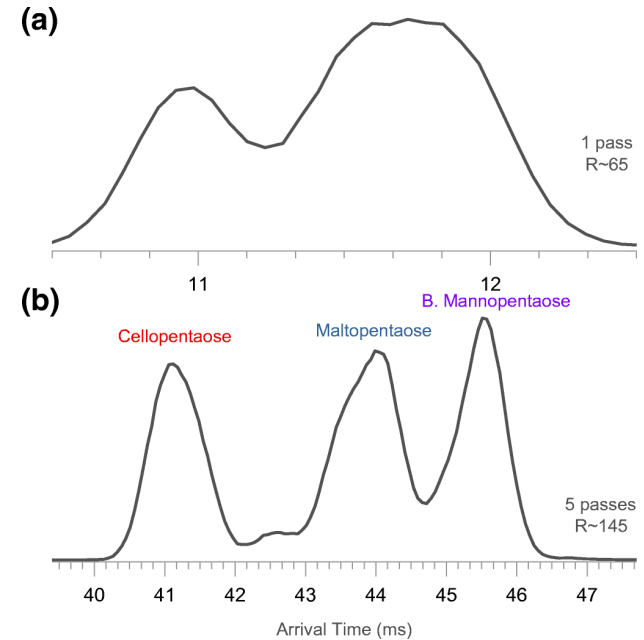 (a)
1 pass
R~65
11 12
(b)
B. Mannopentaose
Cellopentaose
Maltopentaose
5 passes
R~145
40 41 42 43 44 45 46 47
Arrival Time (ms)